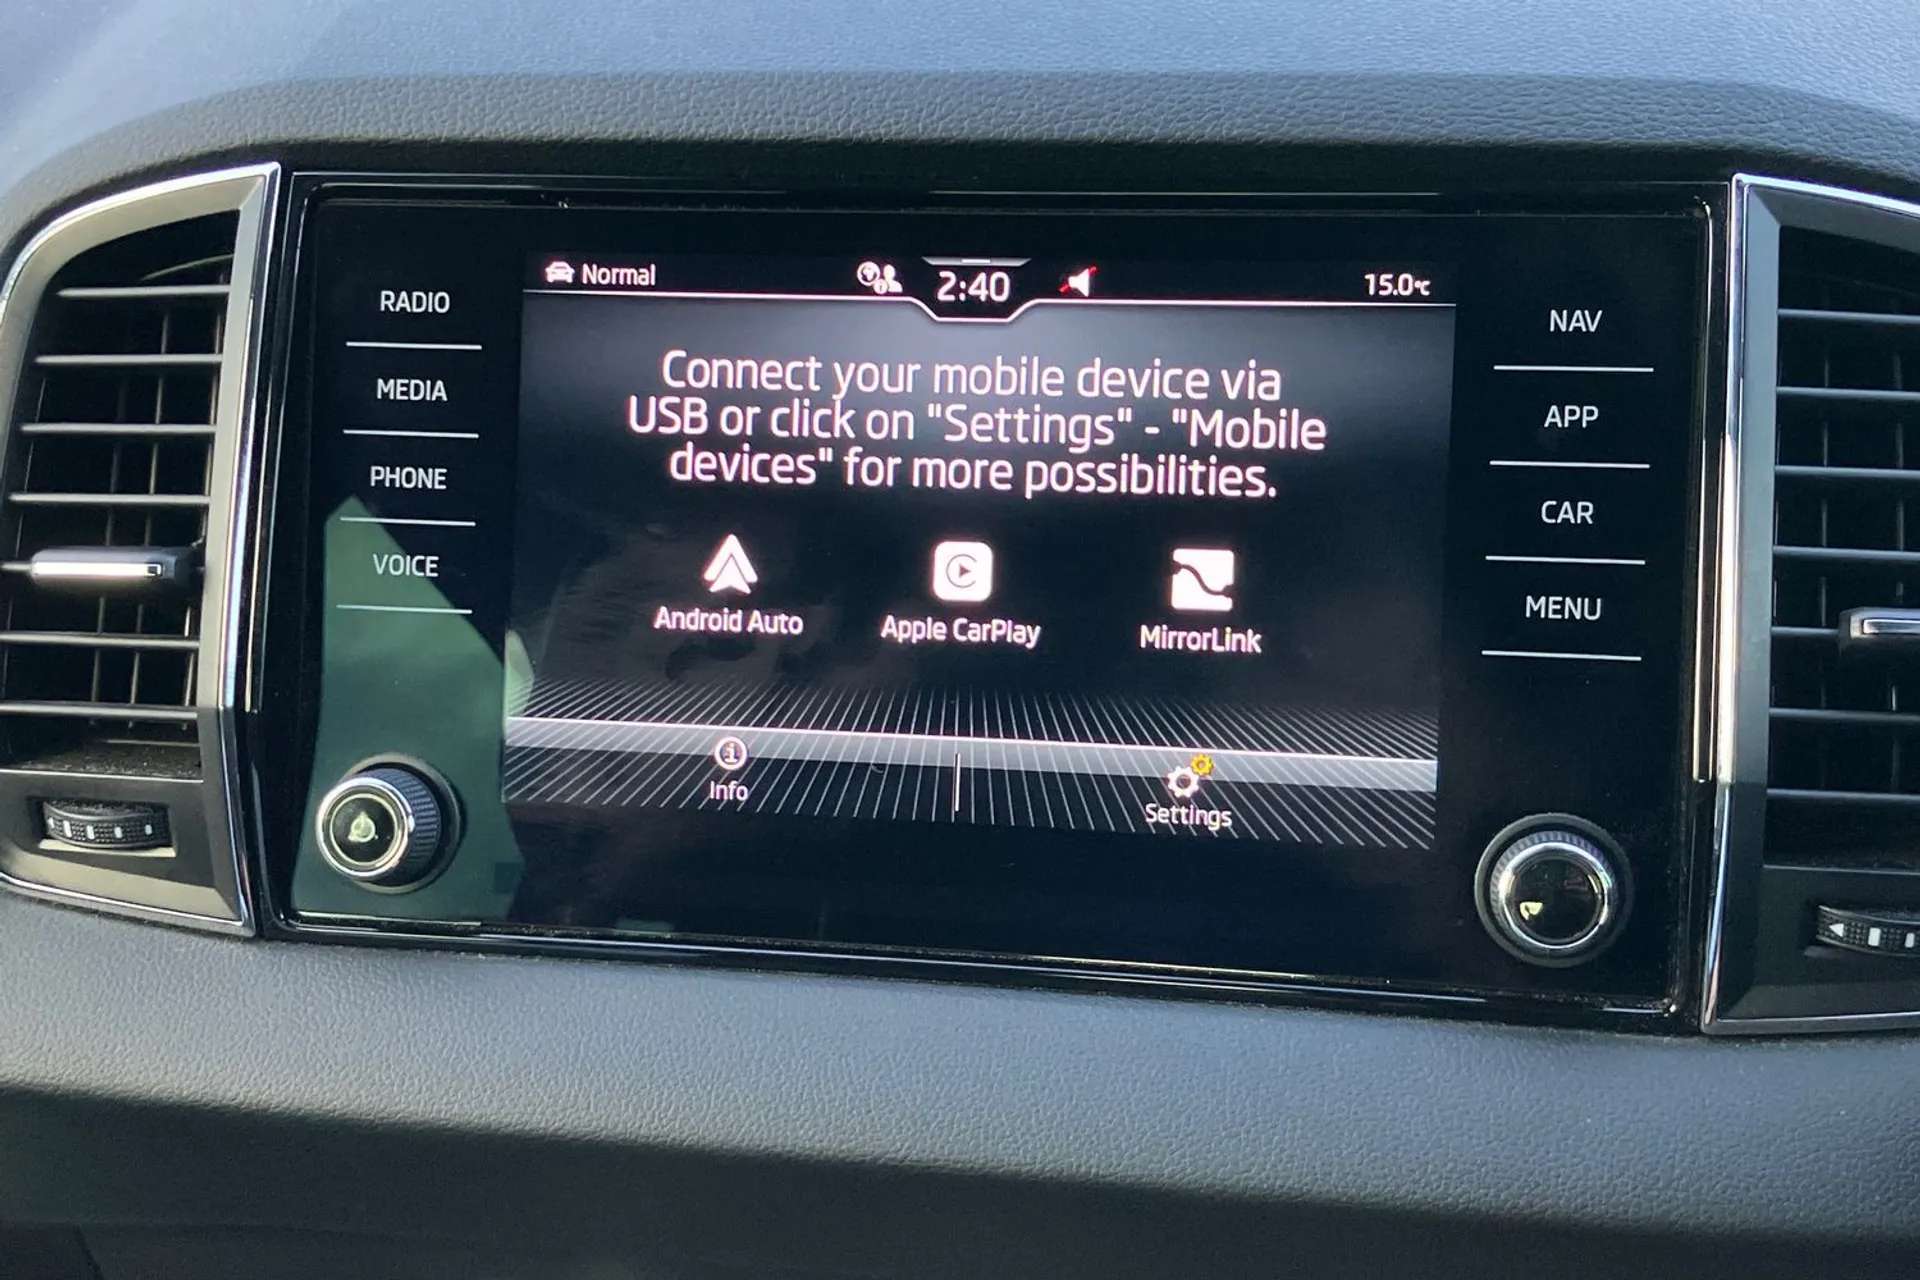 RADIO
MEDIA
PHONE
VOICE
Normal
2:40
15.0°C
Connect your mobile device via
USB or click on "Settings" - "Mobile
devices" for more possibilities.
Android Auto
Apple CarPlay
MirrorLink
Info
Settings
NAV
APP
CAR
MENU